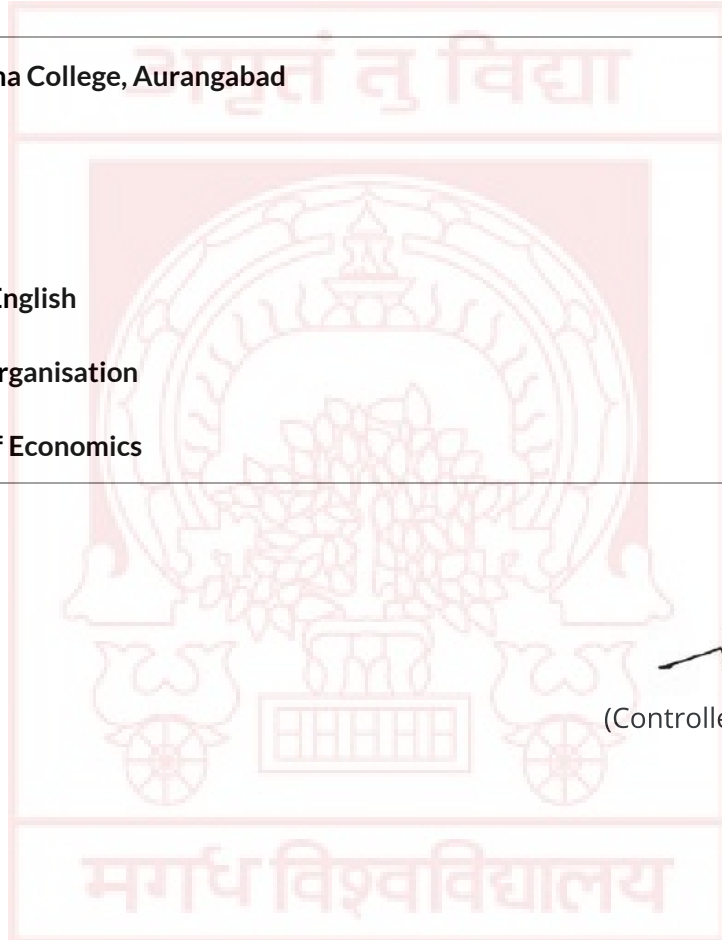 अमृतं तु विद्या
na College, Aurangabad
English
rganisation
f Economics
(Controlle
मगध विश्वविद्यालय